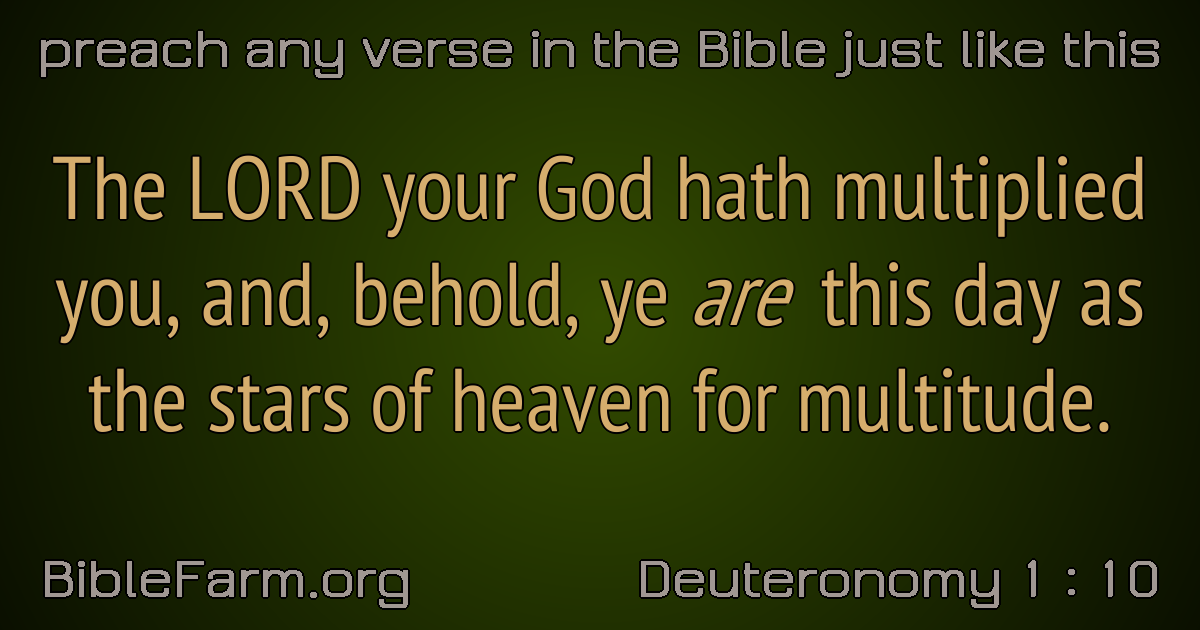 preach any verse in the Bible just like this
The LORD your God hath multiplied
you, and, behold, ye are this day as
the stars of heaven for multitude.
BibleFarm.org
Deuteronomy 1 : 10